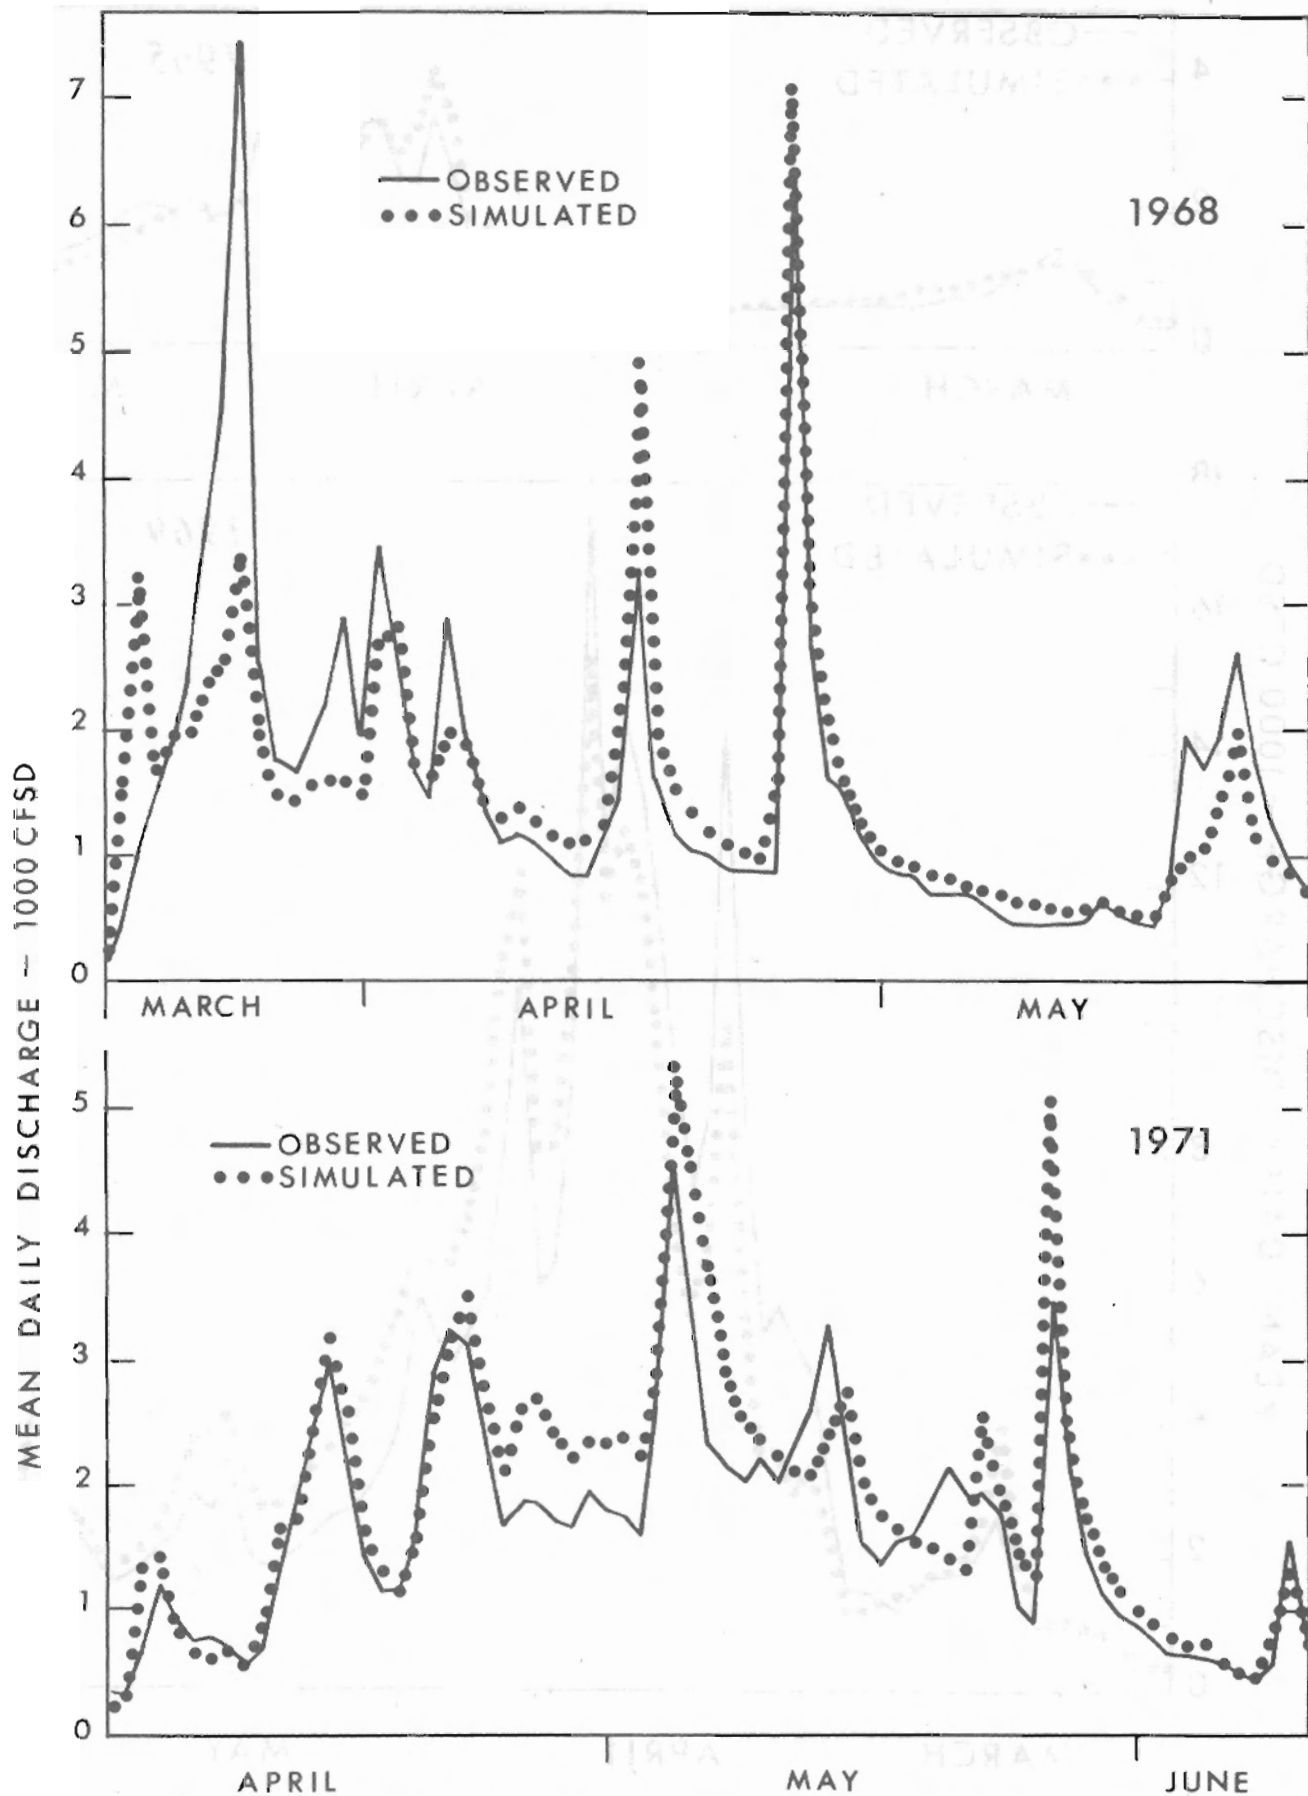 7
OBSERVED
SIMULATED
1968
6
5
4
3
2
1
0
MARCH APRIL MAY
MEAN DAILY DISCHARGE – 1000 CFSD
5
OBSERVED
SIMULATED
1971
4
3
2
1
0
APRIL MAY JUNE